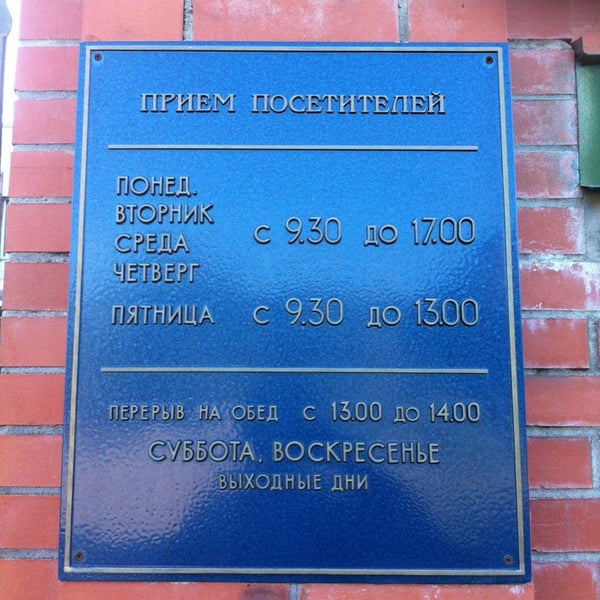 ПРИЕМ ПОСЕТИТЕЛЕЙ
ПОНЕД.
ВТОРНИК
СРЕДА
ЧЕТВЕРГ
С 9.30 ДО 17.00
ПЯТНИЦА С 9.30 ДО 13.00
ПЕРЕРЫВ НА ОБЕД С 13.00 ДО 14.00
СУББОТА, ВОСКРЕСЕНЬЕ
ВЫХОДНЫЕ ДНИ